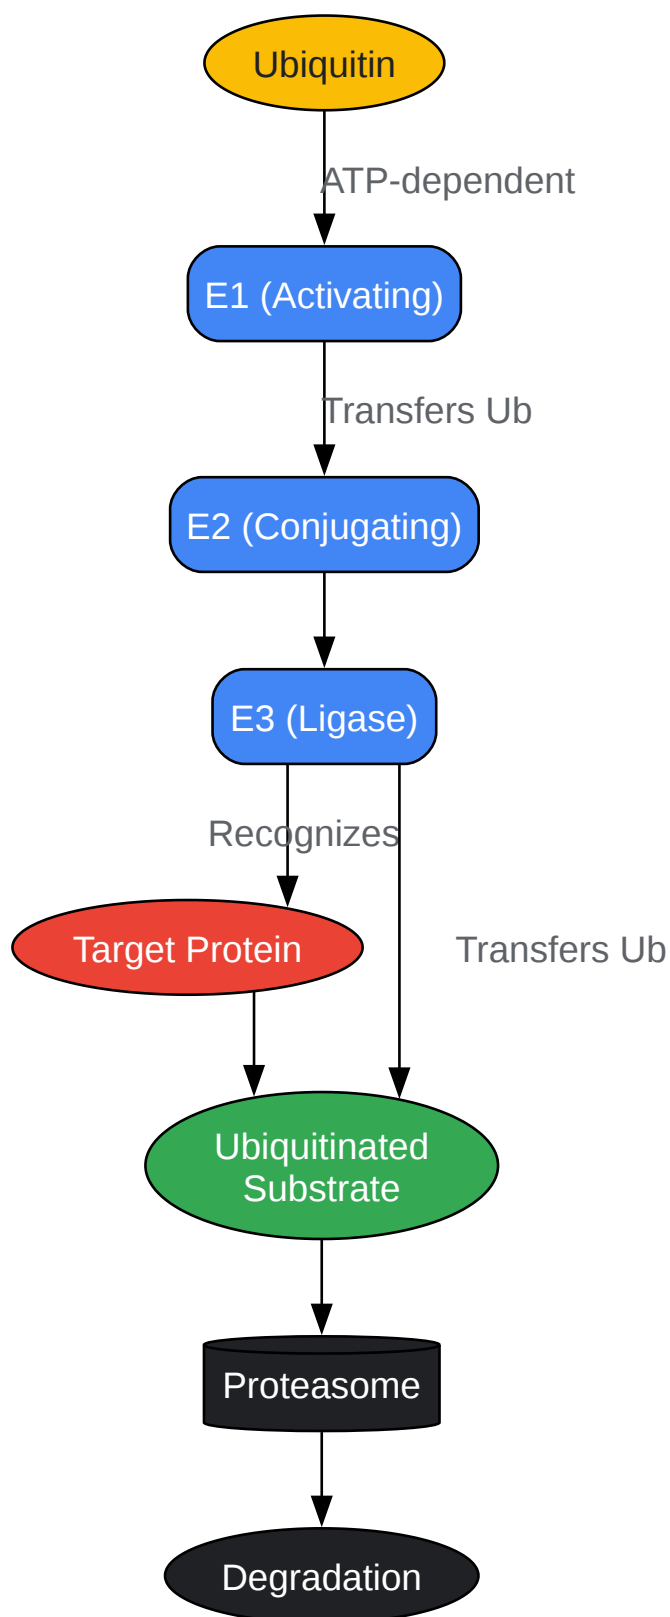 Ubiquitin
ATP-dependent
E1 (Activating)
Transfers Ub
E2 (Conjugating)
E3 (Ligase)
Recognizes
Target Protein
Transfers Ub
Ubiquitinated
Substrate
Proteasome
Degradation